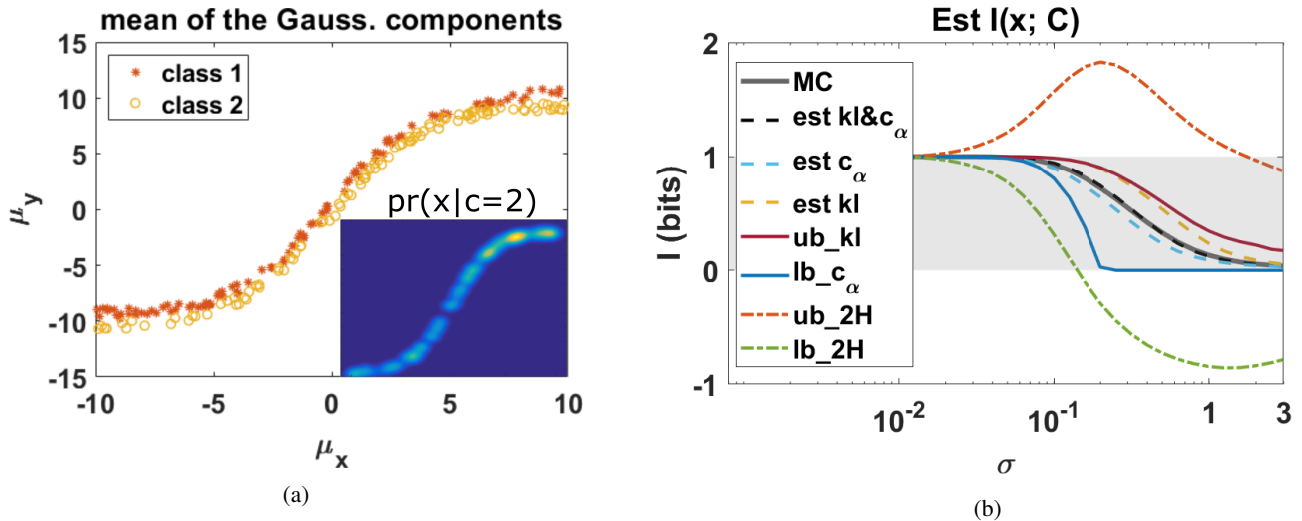 mean of the Gauss. components
15
10
5
0
-5
-10
-15
μy
class 1
class 2
pr(x|c=2)
-10
-5
0
5
10
μx
(a)
Est I(x; C)
2
1
0
-1
I (bits)
MC
est kl&cα
est cα
est kl
ub_kl
lb_cα
ub_2H
lb_2H
10-2
10-1
1
3
σ
(b)